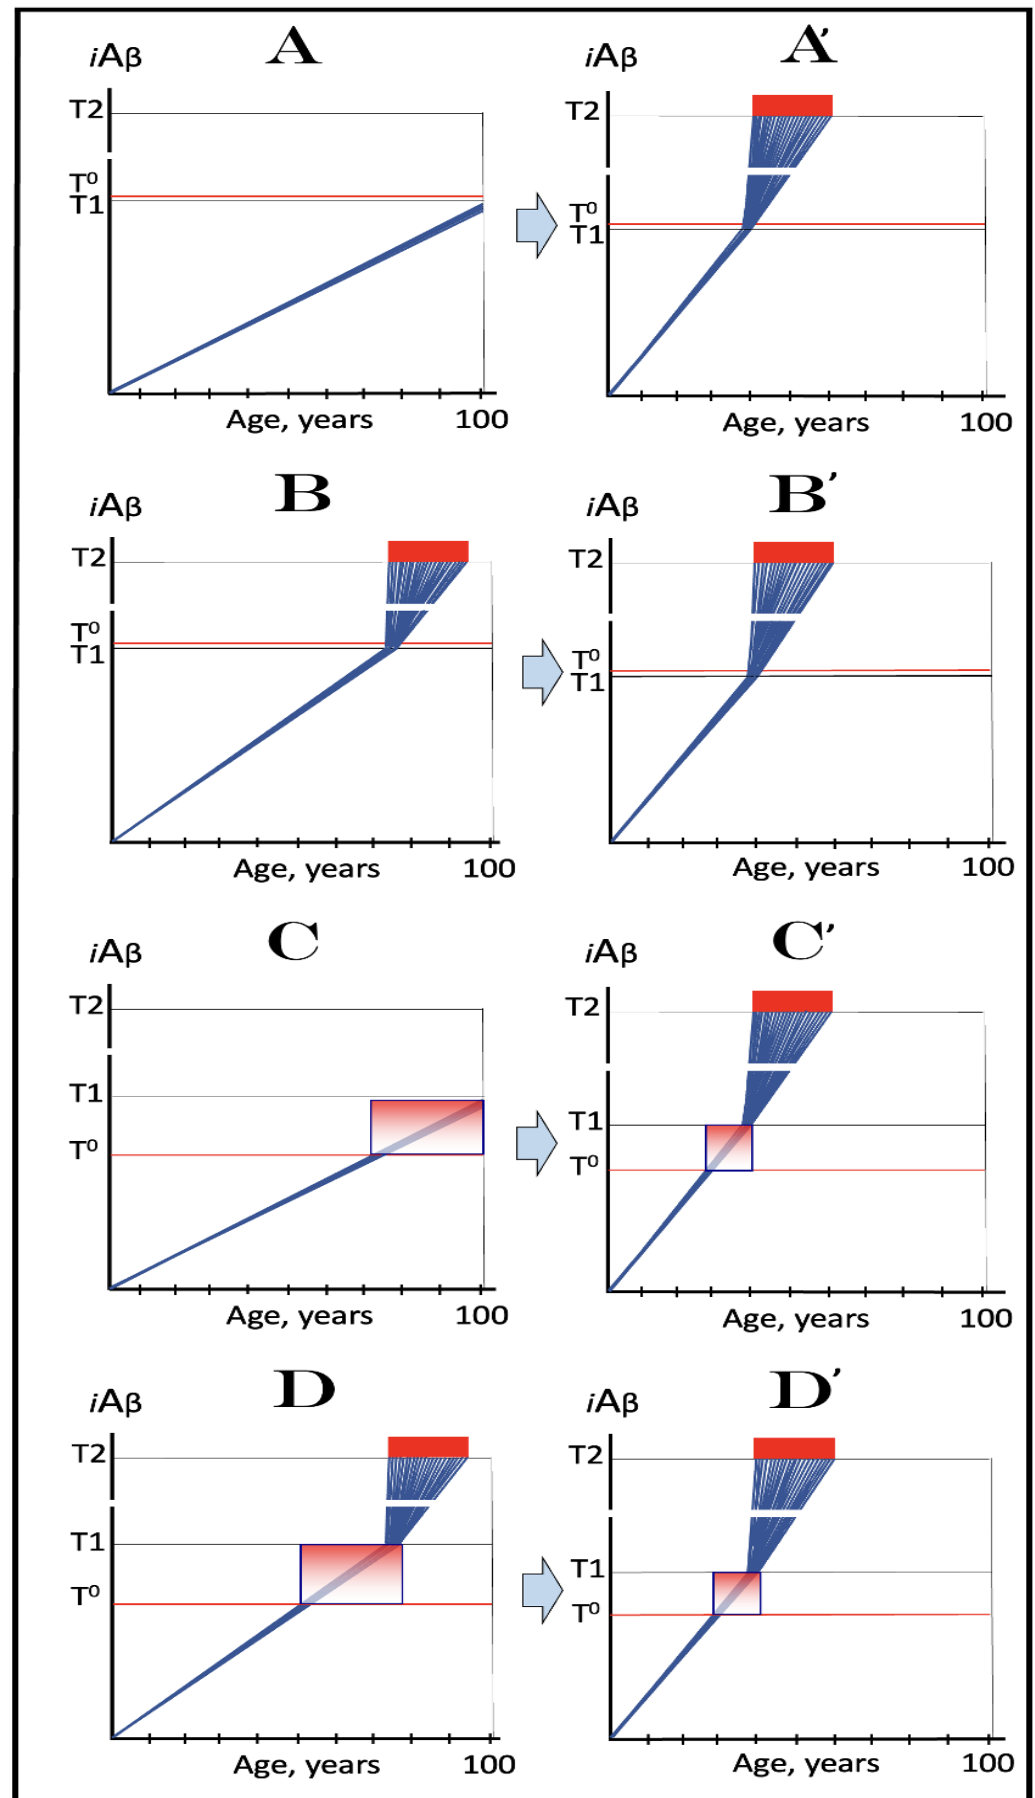 A
iAβ
T2
T⁰
T1
Age, years
100
A'
iAβ
T2
T⁰
T1
Age, years
100
B
iAβ
T2
T⁰
T1
Age, years
100
B'
iAβ
T2
T⁰
T1
Age, years
100
C
iAβ
T2
T1
T⁰
Age, years
100
C'
iAβ
T2
T1
T⁰
Age, years
100
D
iAβ
T2
T1
T⁰
Age, years
100
D'
iAβ
T2
T1
T⁰
Age, years
100